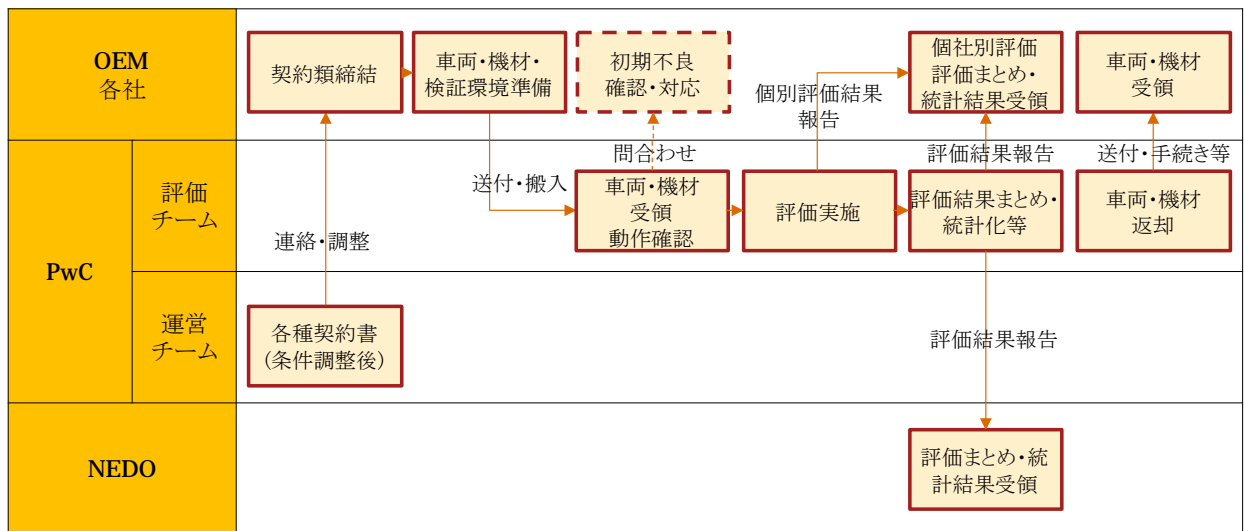 OEM
各社
契約類締結
車両・機材・
検証環境準備
初期不良
確認・対応
個別評価結果
報告
個社別評価
評価まとめ・
統計結果受領
車両・機材
受領
PwC
評価
チーム
連絡・調整
送付・搬入
問合わせ
車両・機材
受領
動作確認
評価実施
評価結果報告
評価結果まとめ・
統計化等
送付・手続き等
車両・機材
返却
運営
チーム
各種契約書
(条件調整後)
評価結果報告
NEDO
評価まとめ・統
計結果受領